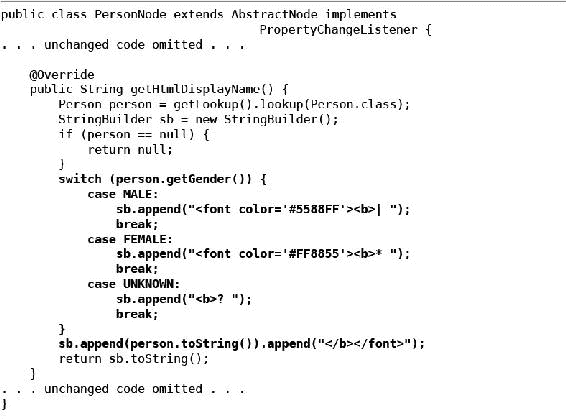 public class PersonNode extends AbstractNode implements
                                    PropertyChangeListener {
. . . unchanged code omitted . . .

    @Override
    public String getHtmlDisplayName() {
        Person person = getLookup().lookup(Person.class);
        StringBuilder sb = new StringBuilder();
        if (person == null) {
            return null;
        }
        switch (person.getGender()) {
            case MALE:
                sb.append("<font color='#5588FF'><b>| ");
                break;
            case FEMALE:
                sb.append("<font color='#FF8855'><b>* ");
                break;
            case UNKNOWN:
                sb.append("<b>? ");
                break;
        }
        sb.append(person.toString()).append("</b></font>");
        return sb.toString();
    }
. . . unchanged code omitted . . .
}